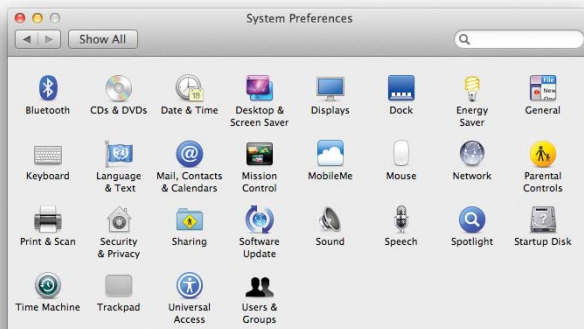 System Preferences
Show All
Bluetooth
CDs & DVDs
Date & Time
Desktop &
Screen Saver
Displays
Dock
Energy
Saver
General
Keyboard
Language
& Text
Mail, Contacts
& Calendars
Mission
Control
MobileMe
Mouse
Network
Parental
Controls
Print & Scan
Security
& Privacy
Sharing
Software
Update
Sound
Speech
Spotlight
Startup Disk
Time Machine
Trackpad
Universal
Access
Users &
Groups